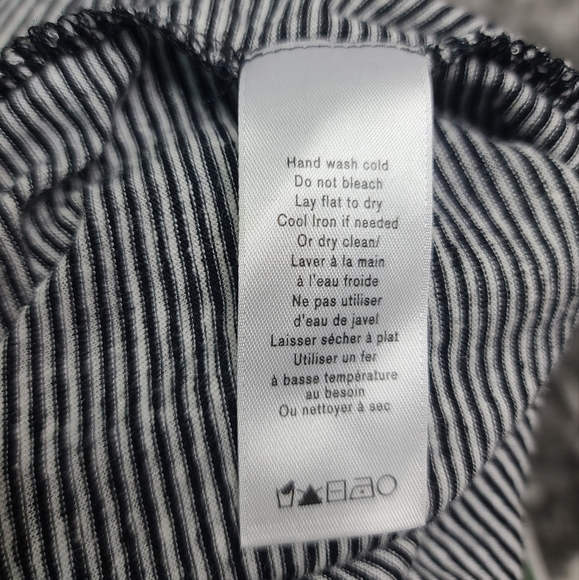 Hand wash cold
Do not bleach
Lay flat to dry
Cool Iron if needed
Or dry clean/
Laver à la main
à l'eau froide
Ne pas utiliser
d'eau de javel
Laisser sécher à plat
Utiliser un fer
à basse température
au besoin
Ou nettoyer à sec